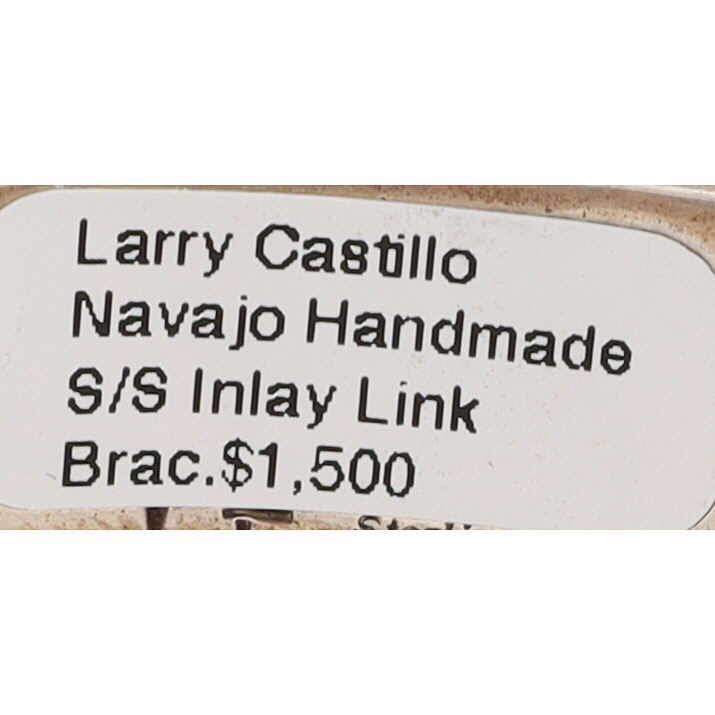 Larry Castillo
Navajo Handmade
S/S Inlay Link
Brac.$1,500